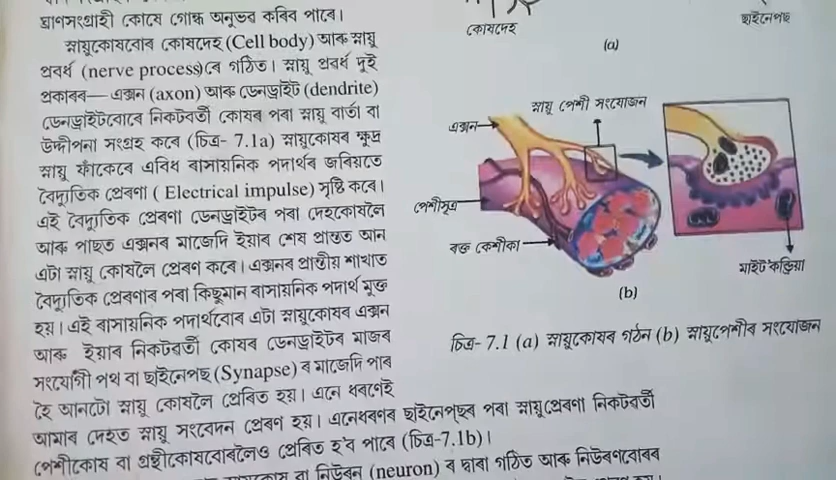 ঘ্ৰাণসংগ্ৰাহী কোষে গোন্ধ অনুভৱ কৰিব পাৰে।
স্নায়ুকোষবোৰ কোষদেহ (Cell body) আৰু স্নায়ু
প্ৰবৰ্ধ (nerve process)ৰে গঠিত। স্নায়ু প্ৰবৰ্ধ দুই
প্ৰকাৰৰ— এক্সন (axon) আৰু ডেনড্ৰাইট (dendrite)
ডেনড্ৰাইটবোৰে নিকটবৰ্তী কোষৰ পৰা স্নায়ু বাৰ্তা বা
উদ্দীপনা সংগ্ৰহ কৰে (চিত্ৰ- 7.1a) স্নায়ুকোষৰ ক্ষুদ্ৰ
স্নায়ু ফাঁকেৰে এবিধ ৰাসায়নিক পদাৰ্থৰ জৰিয়তে
বৈদ্যুতিক প্ৰেৰণা ( Electrical impulse) সৃষ্টি কৰে।
এই বৈদ্যুতিক প্ৰেৰণা ডেনড্ৰাইটৰ পৰা দেহকোষলৈ
আৰু পাছত এক্সনৰ মাজেদি ইয়াৰ শেষ প্ৰান্তত আন
এটা স্নায়ু কোষলৈ প্ৰেৰণ কৰে। এক্সনৰ প্ৰান্তীয় শাখাত
বৈদ্যুতিক প্ৰেৰণাৰ পৰা কিছুমান ৰাসায়নিক পদাৰ্থ মুক্ত
হয়। এই ৰাসায়নিক পদাৰ্থবোৰ এটা স্নায়ুকোষৰ এক্সন
আৰু ইয়াৰ নিকটৱৰ্তী কোষৰ ডেনড্ৰাইটৰ মাজৰ
সংযোগী পথ বা ছাইনেপছ (Synapse) ৰ মাজেদি পাৰ
হৈ আনটো স্নায়ু কোষলৈ প্ৰেৰিত হয়। এনে ধৰণেই
আমাৰ দেহত স্নায়ু সংবেদন প্ৰেৰণ হয়। এনেধৰণৰ ছাইনেপ্‌ছৰ পৰা স্নায়ুপ্ৰেৰণা নিকটৱৰ্তী
পেশীকোষ বা গ্ৰন্থীকোষবোৰলৈও প্ৰেৰিত হ'ব পাৰে (চিত্ৰ-7.1b)।
বা নিউৰন (neuron) ৰ দ্বাৰা গঠিত আৰু নিউৰণবোৰৰ
কোষদেহ
ছাইনেপছ
(a)
স্নায়ু পেশী সংযোজন
এক্সন
পেশীসূত্ৰ
ৰক্ত কেশীকা
মাইট'কন্ড্ৰিয়া
(b)
চিত্ৰ- 7.1 (a) স্নায়ুকোষৰ গঠন (b) স্নায়ুপেশীৰ সংযোজন